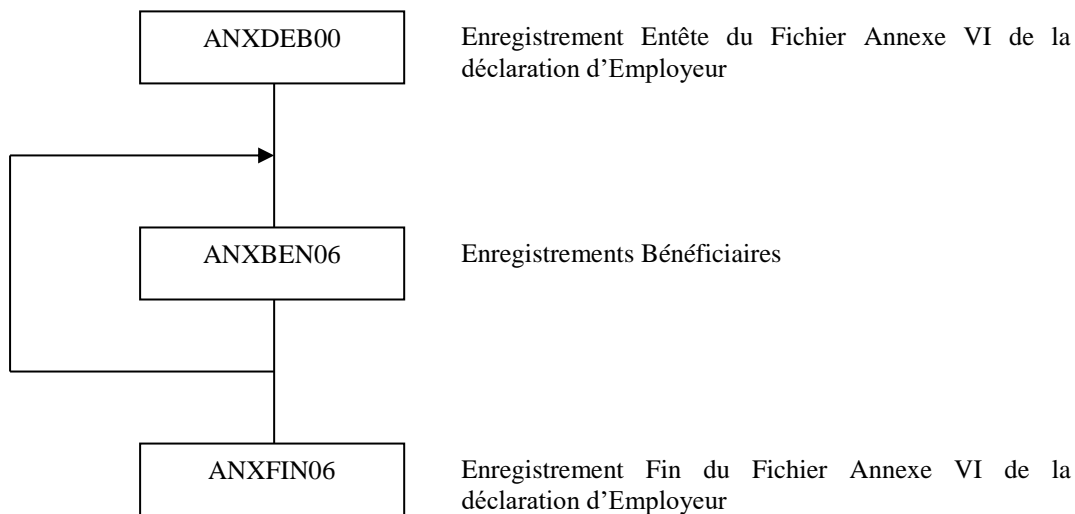 ANXDEB00
Enregistrement Entête du Fichier Annexe VI de la
déclaration d’Employeur
ANXBEN06
Enregistrements Bénéficiaires
ANXFIN06
Enregistrement Fin du Fichier Annexe VI de la
déclaration d’Employeur